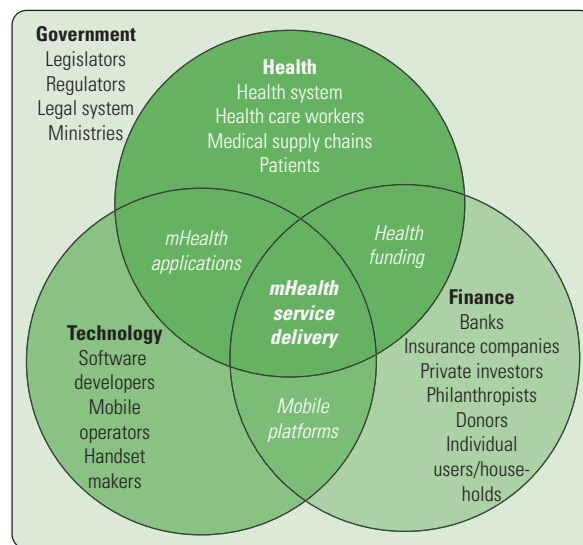 Government
Legislators
Regulators
Legal system
Ministries
Health
Health system
Health care workers
Medical supply chains
Patients
mHealth
applications
Health
funding
mHealth
service
delivery
Technology
Software
developers
Mobile
operators
Handset
makers
Mobile
platforms
Finance
Banks
Insurance companies
Private investors
Philanthropists
Donors
Individual
users/house-
holds